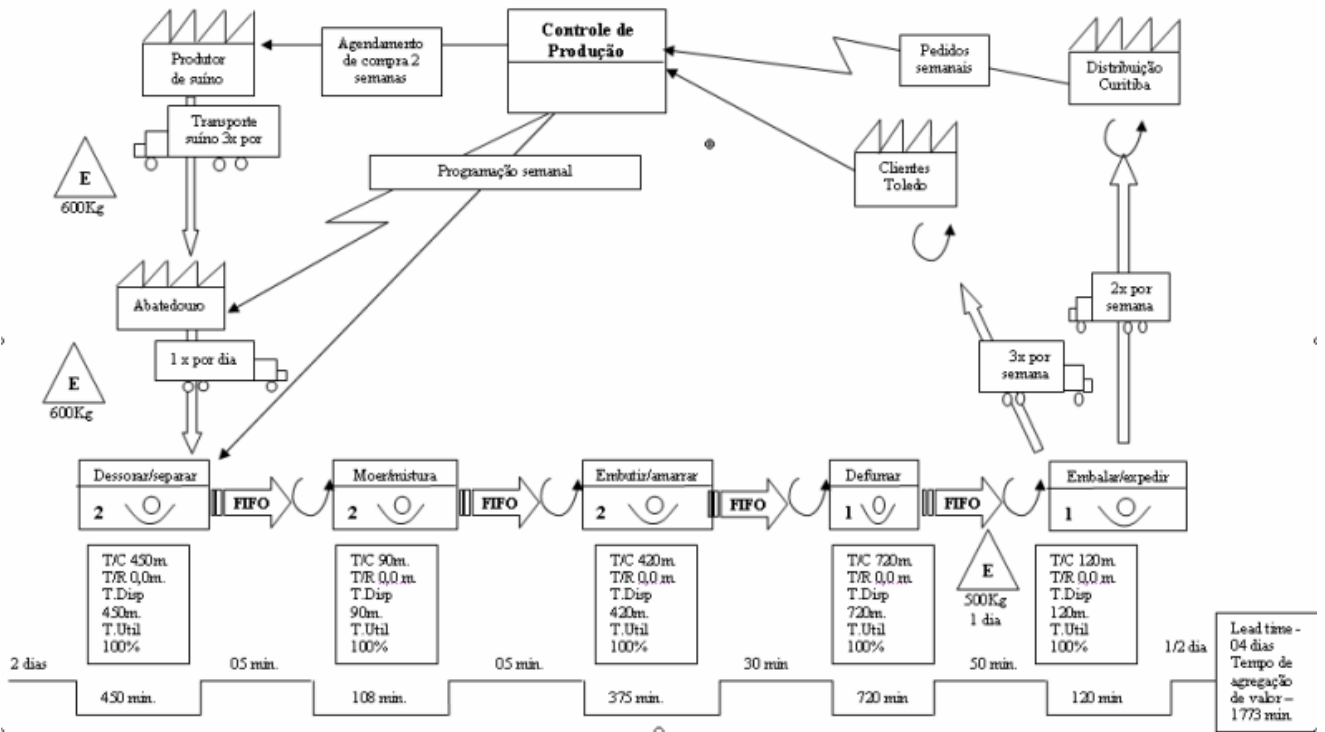 Produtor
de suíno
Agendamento
de compra 2
semanas
Controle de
Produção
Pedidos
semanais
Distribuição
Curitiba
Transporte
suíno 3x por
E
600Kg
Programação semanal
Clientes
Toledo
Abatedouro
1 x por dia
E
600Kg
2x por
semana
3x por
semana
Dessorar/separar
2
FIFO
Moer/mistura
2
FIFO
Embutir/amarrar
2
FIFO
Defumar
1
FIFO
Embalar/expedir
1
T/C 450m.
T/R 0,0m.
T.Disp
450m.
T.Util
100%
T/C 90m.
T/R 0,0 m.
T.Disp
90m.
T.Util
100%
T/C 420m
T/R 0,0 m.
T.Disp
420m.
T.Util
100%
T/C 720m
T/R 0,0 m.
T.Disp
720m.
T.Util
100%
E
500Kg
1 dia
T/C 120m
T/R 0,0 m.
T.Disp
120m.
T.Util
100%
2 dias
05 min.
05 min.
30 min
50 min.
1/2 dia
450 min.
108 min.
375 min.
720 min
120 min
Lead time -
04 dias
Tempo de
agregação
de valor –
1773 min.